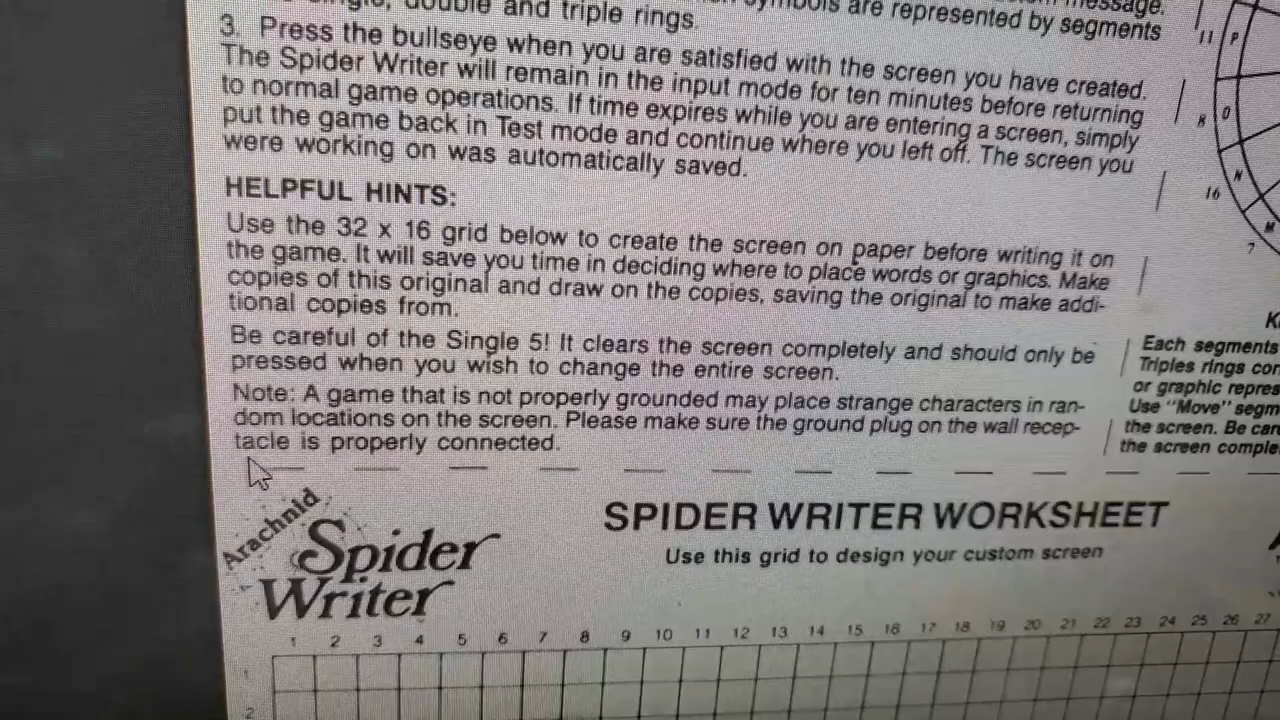 message.
double and triple rings.
symbols are represented by segments
3. Press the bullseye when you are satisfied with the screen you have created.
The Spider Writer will remain in the input mode for ten minutes before returning
to normal game operations. If time expires while you are entering a screen, simply
put the game back in Test mode and continue where you left off. The screen you
were working on was automatically saved.
HELPFUL HINTS:
Use the 32 x 16 grid below to create the screen on paper before writing it on
the game. It will save you time in deciding where to place words or graphics. Make
copies of this original and draw on the copies, saving the original to make addi-
tional copies from.
Be careful of the Single 5! It clears the screen completely and should only be
pressed when you wish to change the entire screen.
Note: A game that is not properly grounded may place strange characters in ran-
dom locations on the screen. Please make sure the ground plug on the wall recep-
tacle is properly connected.
11 P
8 O
16 N
7 M
K
Each segments
Triples rings con
or graphic repres
Use "Move" segm
the screen. Be care
the screen comple
Arachnid
Spider
Writer
SPIDER WRITER WORKSHEET
Use this grid to design your custom screen
1 2 3 4 5 6 7 8 9 10 11 12 13 14 15 16 17 18 19 20 21 22 23 24 25 26 27
1
2